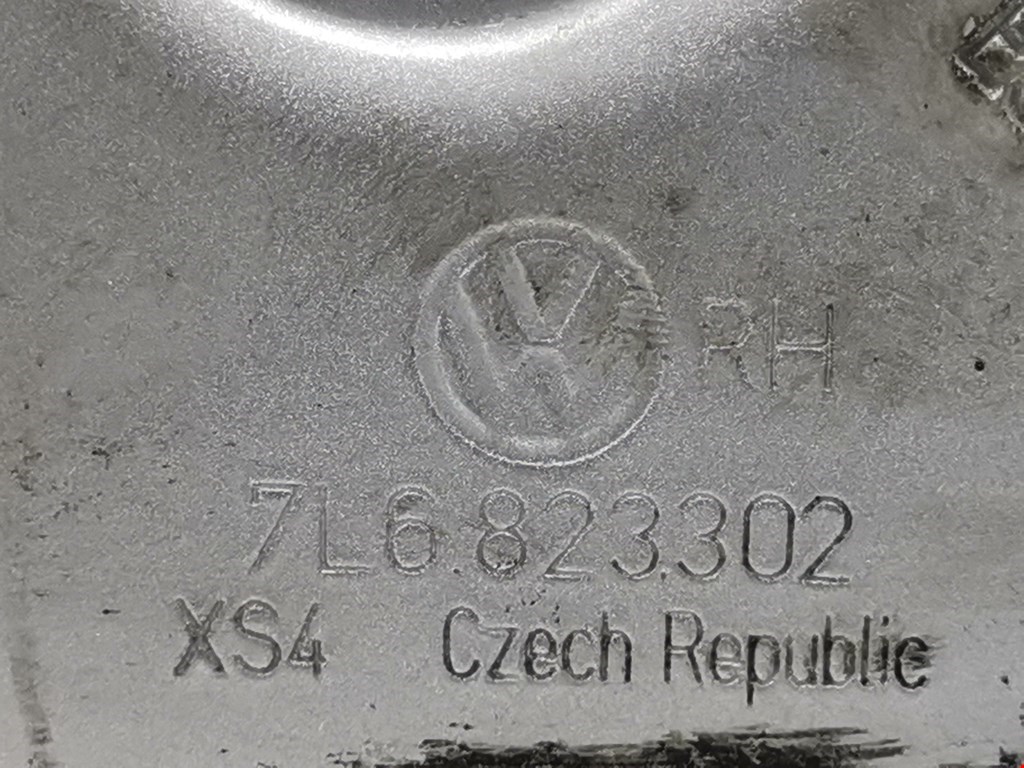 RH
7L6.823.302
XS4 Czech Republic